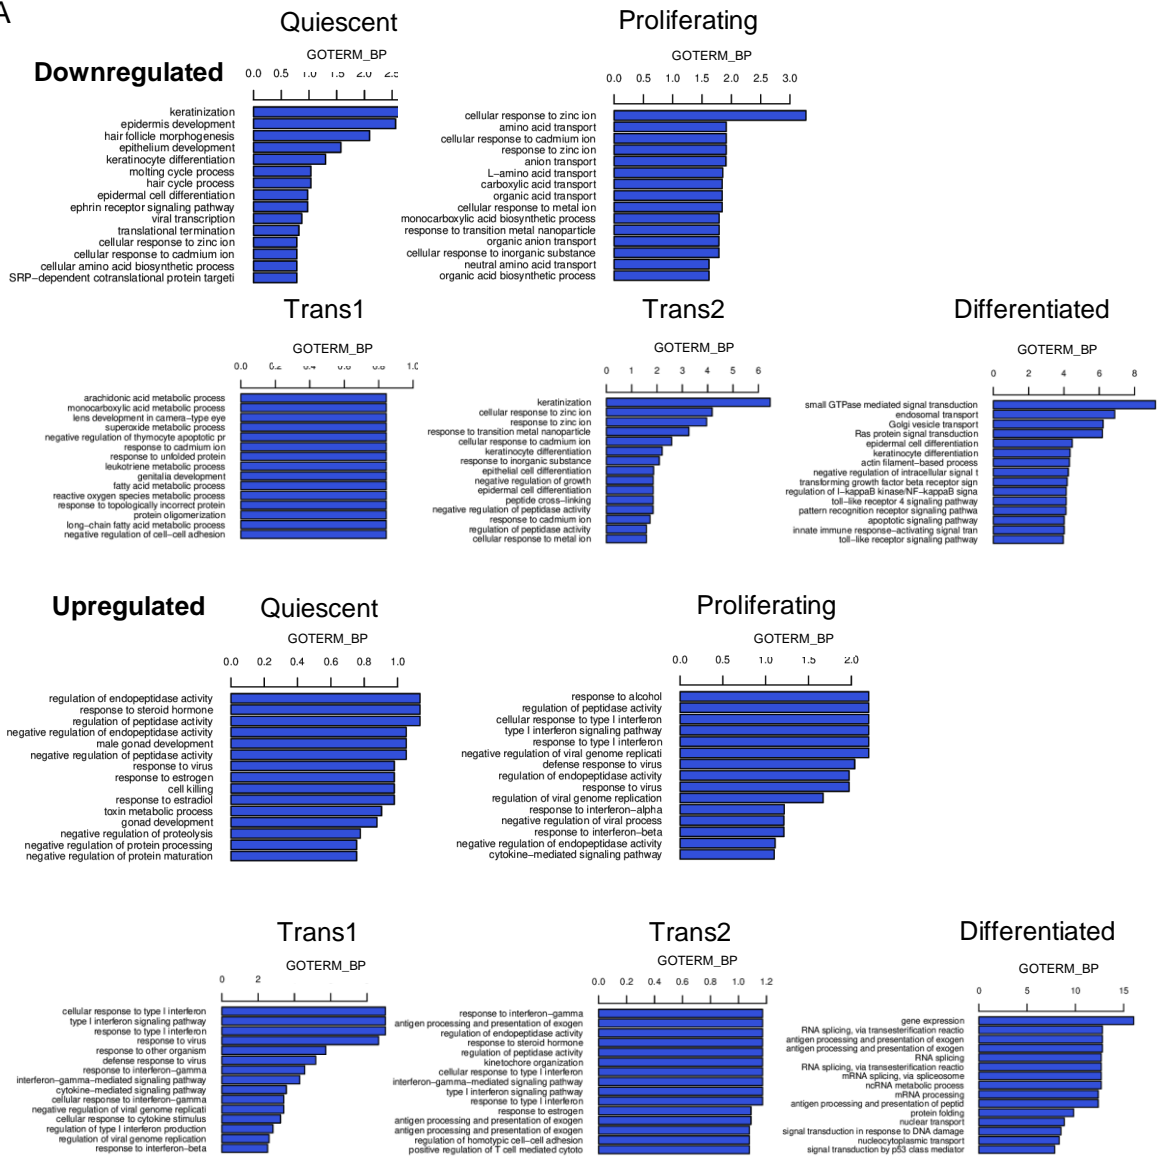 A
Quiescent
Proliferating
GOTERM_BP
GOTERM_BP
Downregulated
0.0 0.5 1.0 1.5 2.0 2.5
0.0 0.5 1.0 1.5 2.0 2.5 3.0
keratinization
epidermis development
hair follicle morphogenesis
epithelium development
keratinocyte differentiation
molting cycle process
hair cycle process
epidermal cell differentiation
ephrin receptor signaling pathway
viral transcription
translational termination
cellular response to zinc ion
cellular response to cadmium ion
cellular amino acid biosynthetic process
SRP−dependent cotranslational protein targeti
cellular response to zinc ion
amino acid transport
cellular response to cadmium ion
response to zinc ion
anion transport
L−amino acid transport
carboxylic acid transport
organic acid transport
cellular response to metal ion
monocarboxylic acid biosynthetic process
response to transition metal nanoparticle
organic anion transport
cellular response to inorganic substance
neutral amino acid transport
organic acid biosynthetic process
Trans1
Trans2
Differentiated
GOTERM_BP
GOTERM_BP
GOTERM_BP
0.0 0.2 0.4 0.6 0.8 1.0
0 1 2 3 4 5 6
0 2 4 6 8
arachidonic acid metabolic process
monocarboxylic acid metabolic process
lens development in camera−type eye
superoxide metabolic process
negative regulation of thymocyte apoptotic pr
response to cadmium ion
response to unfolded protein
leukotriene metabolic process
genitalia development
fatty acid metabolic process
reactive oxygen species metabolic process
response to topologically incorrect protein
protein oligomerization
long−chain fatty acid metabolic process
negative regulation of cell−cell adhesion
keratinization
cellular response to zinc ion
response to zinc ion
response to transition metal nanoparticle
cellular response to cadmium ion
keratinocyte differentiation
response to inorganic substance
epithelial cell differentiation
negative regulation of growth
epidermal cell differentiation
peptide cross−linking
negative regulation of peptidase activity
response to cadmium ion
regulation of peptidase activity
cellular response to metal ion
small GTPase mediated signal transduction
endosomal transport
Golgi vesicle transport
Ras protein signal transduction
epidermal cell differentiation
keratinocyte differentiation
actin filament−based process
negative regulation of intracellular signal t
transforming growth factor beta receptor sign
regulation of I−kappaB kinase/NF−kappaB signa
toll−like receptor 4 signaling pathway
pattern recognition receptor signaling pathwa
apoptotic signaling pathway
innate immune response−activating signal tran
toll−like receptor signaling pathway
Upregulated
Quiescent
Proliferating
GOTERM_BP
GOTERM_BP
0.0 0.2 0.4 0.6 0.8 1.0
0.0 0.5 1.0 1.5 2.0
regulation of endopeptidase activity
response to steroid hormone
regulation of peptidase activity
negative regulation of endopeptidase activity
male gonad development
negative regulation of peptidase activity
response to virus
response to estrogen
cell killing
response to estradiol
toxin metabolic process
gonad development
negative regulation of proteolysis
negative regulation of protein processing
negative regulation of protein maturation
response to alcohol
regulation of peptidase activity
cellular response to type I interferon
type I interferon signaling pathway
response to type I interferon
negative regulation of viral genome replicati
defense response to virus
regulation of endopeptidase activity
response to virus
regulation of viral genome replication
response to interferon−alpha
negative regulation of viral process
response to interferon−beta
negative regulation of endopeptidase activity
cytokine−mediated signaling pathway
Trans1
Trans2
Differentiated
GOTERM_BP
GOTERM_BP
GOTERM_BP
0 2
0.0 0.2 0.4 0.6 0.8 1.0 1.2
0 5 10 15
cellular response to type I interferon
type I interferon signaling pathway
response to type I interferon
response to virus
response to other organism
defense response to virus
response to interferon−gamma
interferon−gamma−mediated signaling pathway
cytokine−mediated signaling pathway
cellular response to interferon−gamma
negative regulation of viral genome replicati
cellular response to cytokine stimulus
regulation of type I interferon production
regulation of viral genome replication
response to interferon−beta
response to interferon−gamma
antigen processing and presentation of exogen
regulation of endopeptidase activity
response to steroid hormone
regulation of peptidase activity
kinetochore organization
cellular response to type I interferon
interferon−gamma−mediated signaling pathway
type I interferon signaling pathway
response to type I interferon
response to estrogen
antigen processing and presentation of exogen
antigen processing and presentation of exogen
regulation of homotypic cell−cell adhesion
positive regulation of T cell mediated cytoto
gene expression
RNA splicing, via transesterification reactio
antigen processing and presentation of exogen
antigen processing and presentation of exogen
RNA splicing
RNA splicing, via transesterification reactio
mRNA splicing, via spliceosome
ncRNA metabolic process
mRNA processing
antigen processing and presentation of peptid
protein folding
nuclear transport
signal transduction in response to DNA damage
nucleocytoplasmic transport
signal transduction by p53 class mediator